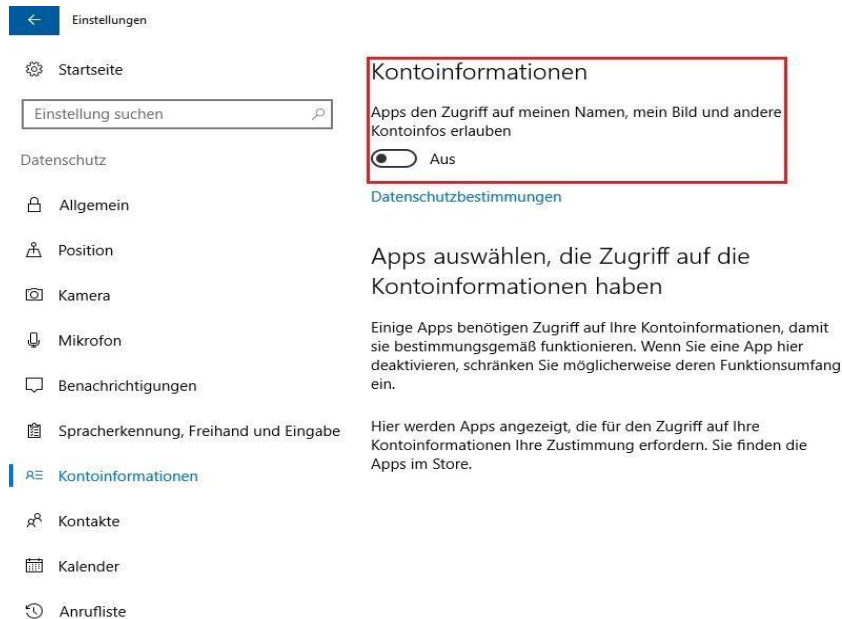 Einstellungen
Startseite
Einstellung suchen
Datenschutz
Allgemein
Position
Kamera
Mikrofon
Benachrichtigungen
Spracherkennung, Freihand und Eingabe
Kontoinformationen
Kontakte
Kalender
Anrufliste
Kontoinformationen
Apps den Zugriff auf meinen Namen, mein Bild und andere
Kontoinfos erlauben
Aus
Datenschutzbestimmungen
Apps auswählen, die Zugriff auf die
Kontoinformationen haben
Einige Apps benötigen Zugriff auf Ihre Kontoinformationen, damit
sie bestimmungsgemäß funktionieren. Wenn Sie eine App hier
deaktivieren, schränken Sie möglicherweise deren Funktionsumfang
ein.
Hier werden Apps angezeigt, die für den Zugriff auf Ihre
Kontoinformationen Ihre Zustimmung erfordern. Sie finden die
Apps im Store.